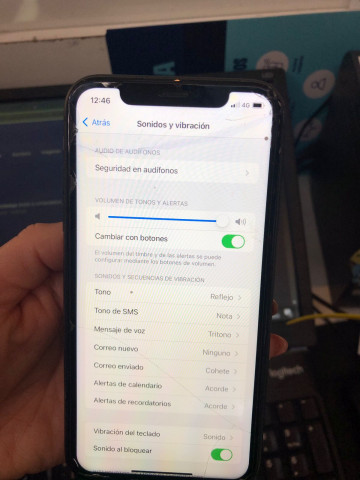 12:46
4G
Atrás
Sonidos y vibración
AUDIO DE AUDÍFONOS
Seguridad en audífonos
VOLUMEN DE TONOS Y ALERTAS
Cambiar con botones
El volumen del timbre y de las alertas se puede
configurar mediante los botones de volumen.
SONIDOS Y SECUENCIAS DE VIBRACIÓN
Tono Reflejo
Tono de SMS Nota
Mensaje de voz Tritono
Correo nuevo Ninguno
Correo enviado Cohete
Alertas de calendario Acorde
Alertas de recordatorios Acorde
Vibración del teclado Sonido
Sonido al bloquear
logitech